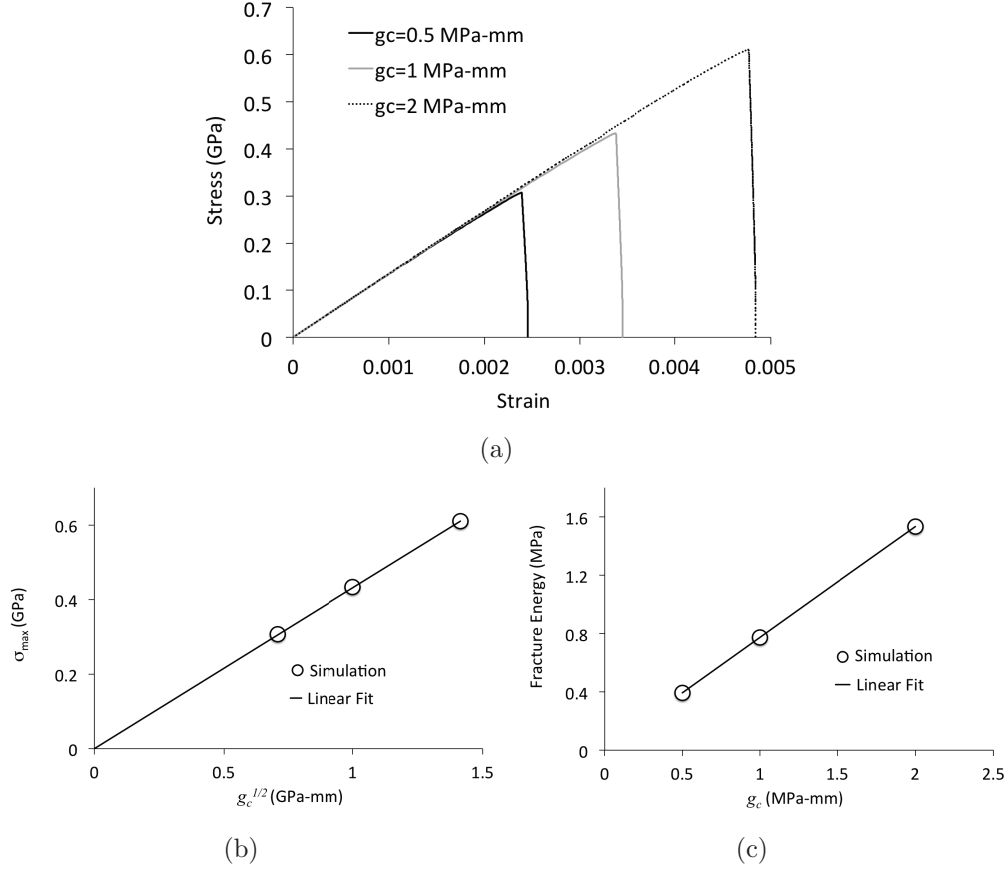 0.7
0.6
0.5
0.4
0.3
0.2
0.1
0
Stress (GPa)
gc=0.5 MPa-mm
gc=1 MPa-mm
gc=2 MPa-mm
0 0.001 0.002 0.003 0.004 0.005
Strain
(a)
0.6
0.4
0.2
0
σmax (GPa)
Simulation
Linear Fit
0 0.5 1 1.5
gc1/2 (GPa-mm)
(b)
1.6
1.2
0.8
0.4
0
Fracture Energy (MPa)
Simulation
Linear Fit
0 0.5 1 1.5 2 2.5
gc (MPa-mm)
(c)